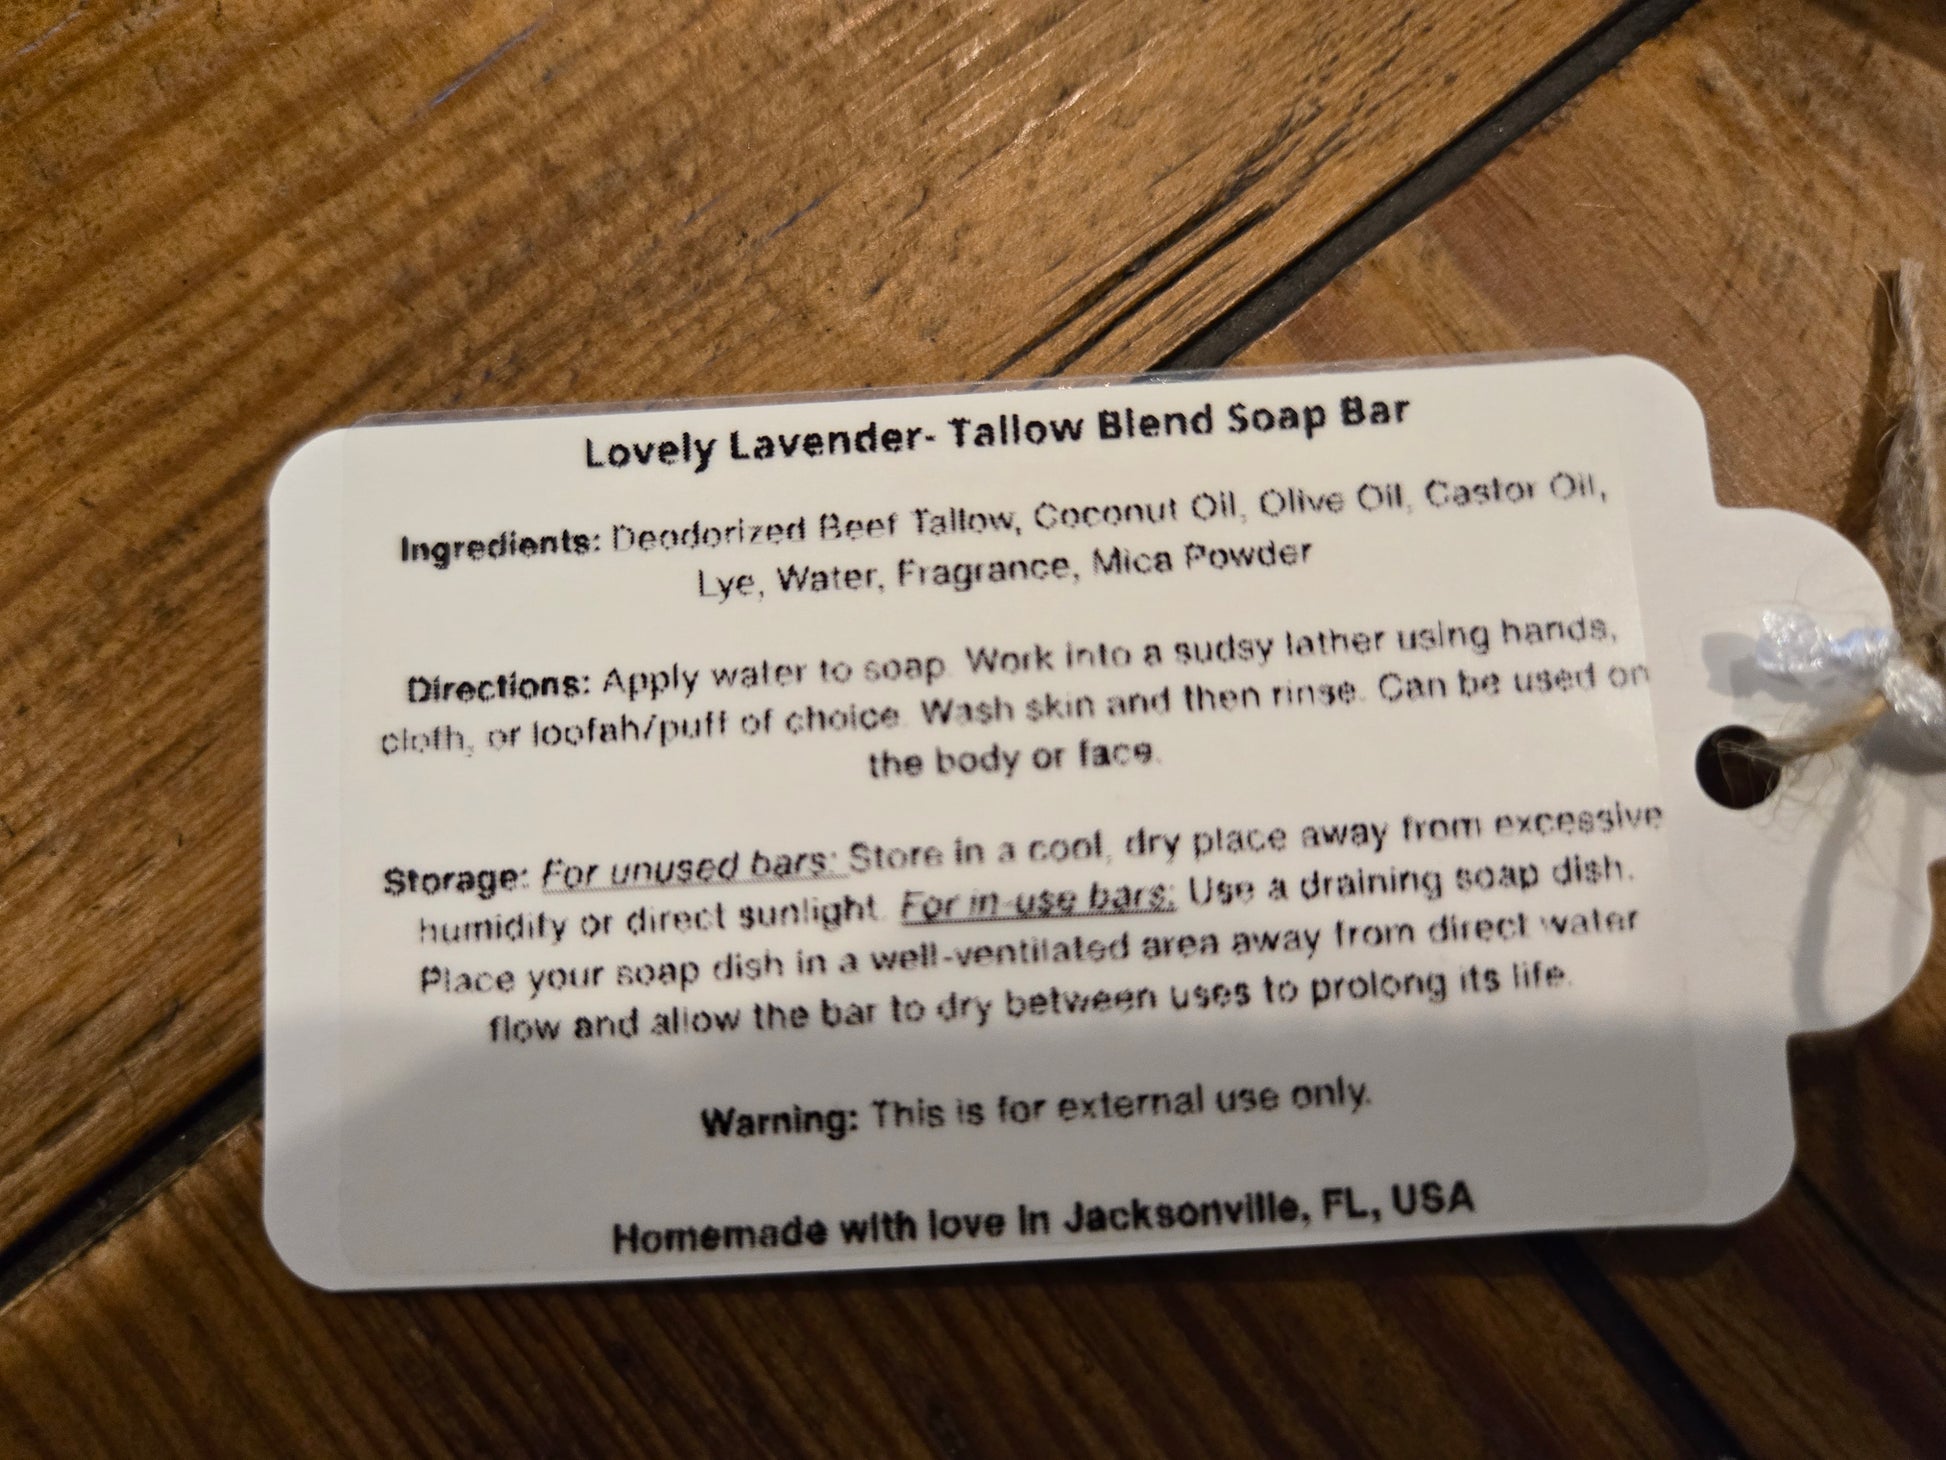 Lovely Lavender- Tallow Blend Soap Bar
Ingredients: Deodorized Beef Tallow, Coconut Oil, Olive Oil, Castor Oil,
Lye, Water, Fragrance, Mica Powder
Directions: Apply water to soap. Work into a sudsy lather using hands,
cloth, or loofah/puff of choice. Wash skin and then rinse. Can be used on
the body or face.
Storage: For unused bars: Store in a cool, dry place away from excessive
humidity or direct sunlight. For in-use bars: Use a draining soap dish.
Place your soap dish in a well-ventilated area away from direct water
flow and allow the bar to dry between uses to prolong its life.
Warning: This is for external use only.
Homemade with love in Jacksonville, FL, USA